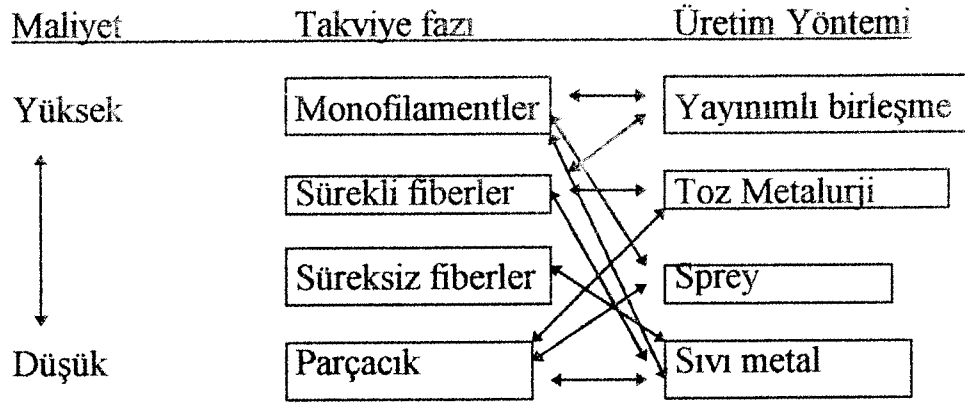 Maliyet Takviye fazı Üretim Yöntemi
Yüksek Monofilamentler Yayınımlı birleşme
Sürekli fiberler Toz Metalurji
Süreksiz fiberler Sprey
Düşük Parçacık Sıvı metal